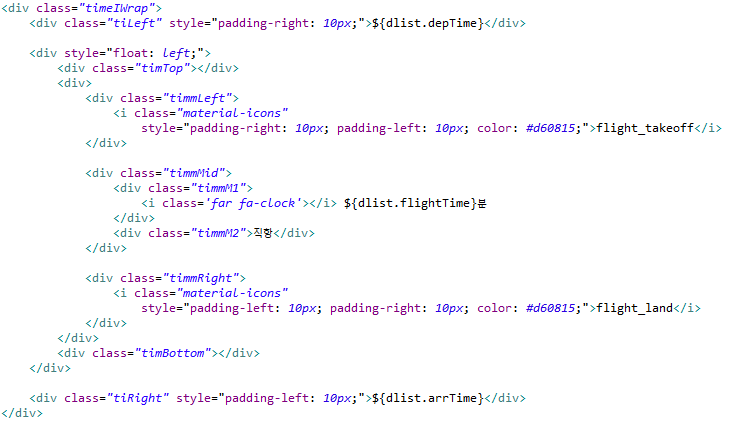 <div class="timeIWrap">
<div class="tiLeft" style="padding-right: 10px;">${dlist.depTime}</div>
<div style="float: left;">
<div class="timTop"></div>
<div>
<div class="timmLeft">
<i class="material-icons"
style="padding-right: 10px; padding-left: 10px; color: #d60815;">flight_takeoff</i>
</div>
<div class="timmMid">
<div class="timmM1">
<i class='far fa-clock'></i> ${dlist.flightTime}분
</div>
<div class="timmM2">직항</div>
</div>
<div class="timmRight">
<i class="material-icons"
style="padding-left: 10px; padding-right: 10px; color: #d60815;">flight_land</i>
</div>
</div>
<div class="timBottom"></div>
</div>
<div class="tiRight" style="padding-left: 10px;">${dlist.arrTime}</div>
</div>